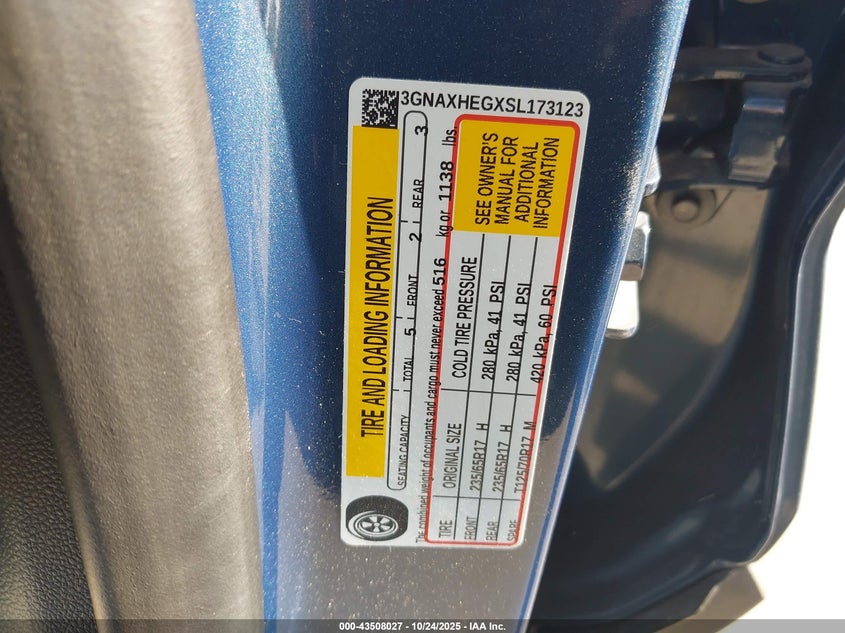 3GNAXHEGXSL173123
TIRE AND LOADING INFORMATION
SEATING CAPACITY TOTAL 5 FRONT 2 REAR 3
The combined weight of occupants and cargo must never exceed 516 kg or 1138 lbs.
TIRE ORIGINAL SIZE COLD TIRE PRESSURE
FRONT 235/65R17 H 280 kPa, 41 PSI
REAR 235/65R17 H 280 kPa, 41 PSI
SPARE T125/70R17 M 420 kPa, 60 PSI
SEE OWNER'S
MANUAL FOR
ADDITIONAL
INFORMATION
000-43508027 - 10/24/2025 - IAA Inc.